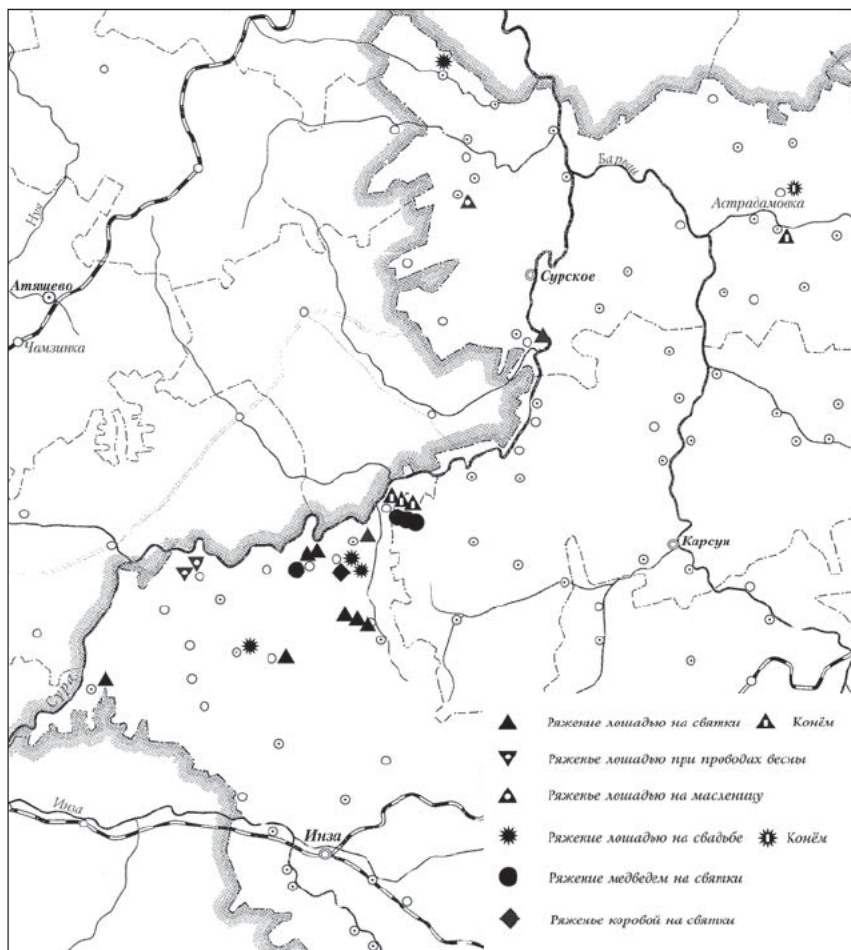 Барыш
Нуя
Астрадамовка
Атяшево
Сурское
Чамзинка
Карсун
Сура
Ряжение лошадью на святки
Конём
Ряженье лошадью при проводах весны
Ряженье лошадью на масленицу
Инза
Ряжение лошадью на свадьбе
Конём
Инза
Ряжение медведем на святки
Ряженье коровой на святки